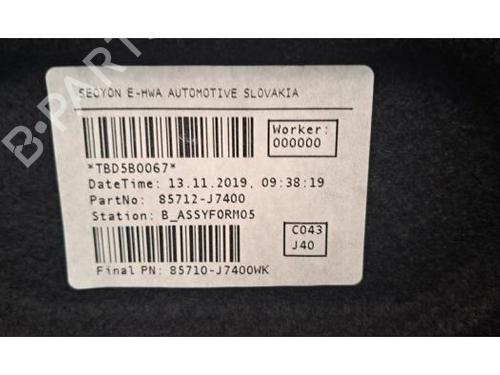 SEOYON E-HWA AUTOMOTIVE SLOVAKIA
Worker:
000000
*TBD5B0067*
DateTime: 13.11.2019, 09:38:19
PartNo: 85712-J7400
Station: B_ASSYFORM05
C043
J40
Final PN: 85710-J7400WK
B-PARTS